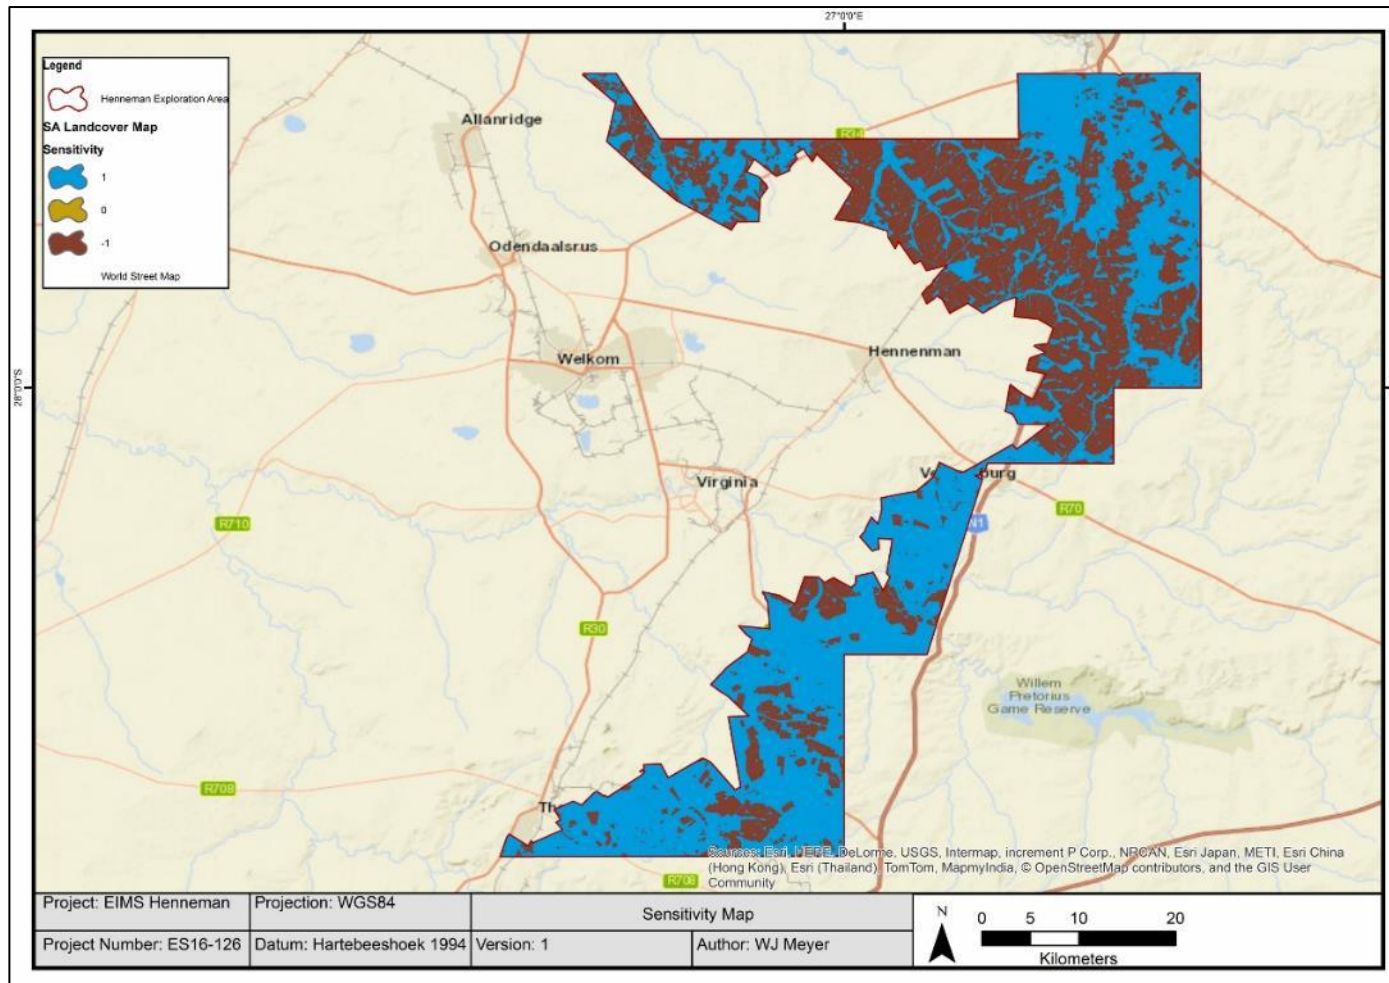 27°0'0"E
Legend
Henneman Exploration Area
SA Landcover Map
Sensitivity
1
0
-1
World Street Map
Allanridge
R34
Odendaalsrus
Welkom
Hennenman
28°0'0"S
Virginia
R710
R70
N1
R30
Willem
Pretorius
Game Reserve
R708
Th
Sources: Esri, HERE, DeLorme, USGS, Intermap, increment P Corp., NRCAN, Esri Japan, METI, Esri China
(Hong Kong), Esri (Thailand), TomTom, MapmyIndia, © OpenStreetMap contributors, and the GIS User
Community
R708
Project: EIMS Henneman
Projection: WGS84
Sensitivity Map
Project Number: ES16-126
Datum: Hartebeeshoek 1994
Version: 1
Author: WJ Meyer
N
0 5 10 20
Kilometers